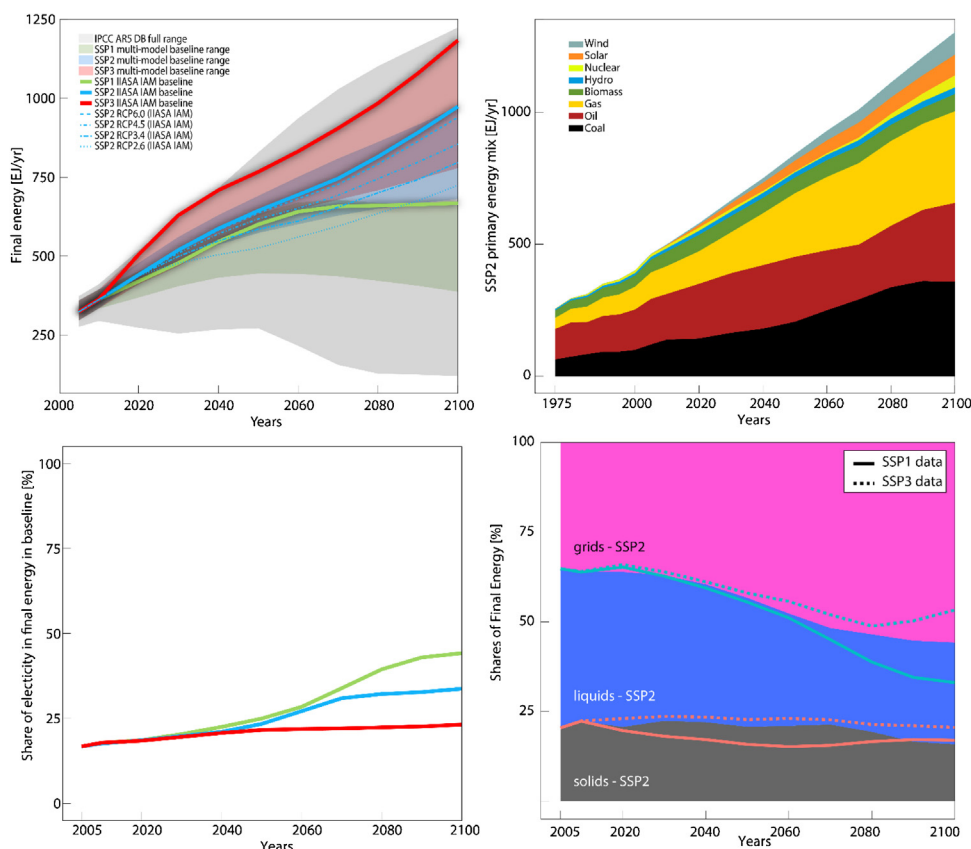 1250
1000
750
500
250
Final energy [EJ/yr]
IPCC AR5 DB full range
SSP1 multi-model baseline range
SSP2 multi-model baseline range
SSP3 multi-model baseline range
SSP1 IIASA IAM baseline
SSP2 IIASA IAM baseline
SSP3 IIASA IAM baseline
SSP2 RCP6.0 (IIASA IAM)
SSP2 RCP4.5 (IIASA IAM)
SSP2 RCP3.4 (IIASA IAM)
SSP2 RCP2.6 (IIASA IAM)
2000 2020 2040 2060 2080 2100
Years
1000
500
0
SSP2 primary energy mix [EJ/yr]
Wind
Solar
Nuclear
Hydro
Biomass
Gas
Oil
Coal
1975 2000 2020 2040 2060 2080 2100
Years
100
75
50
25
0
Share of electicity in final energy in baseline [%]
2005 2020 2040 2060 2080 2100
Years
100
75
50
25
Shares of Final Energy [%]
SSP1 data
SSP3 data
grids - SSP2
liquids - SSP2
solids - SSP2
2005 2020 2040 2060 2080 2100
Years